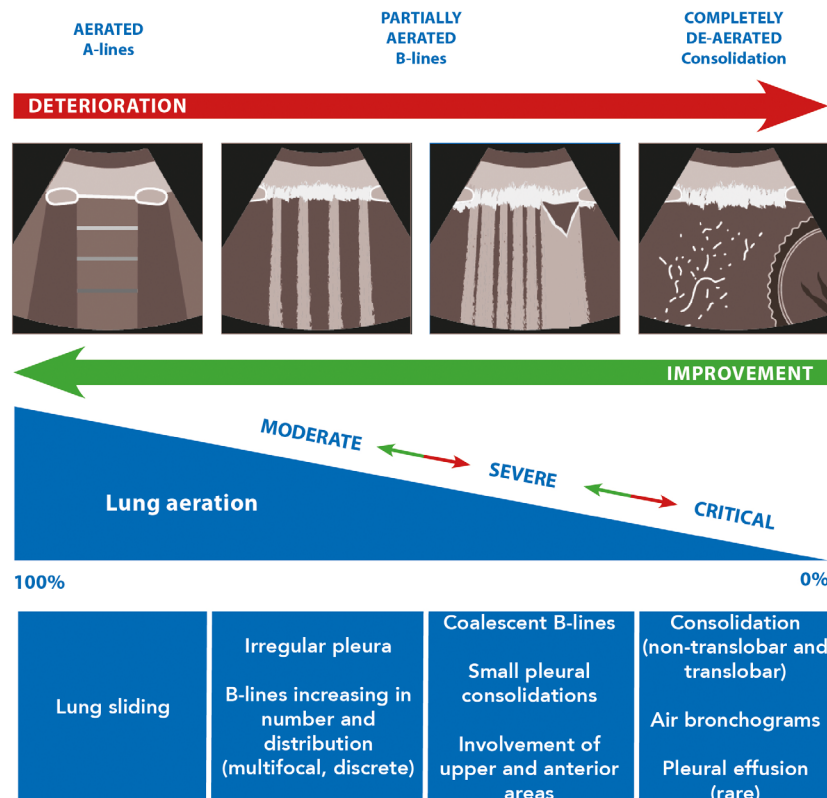 AERATED
A-lines
PARTIALLY
AERATED
B-lines
COMPLETELY
DE-AERATED
Consolidation
DETERIORATION
IMPROVEMENT
MODERATE
SEVERE
CRITICAL
Lung aeration
100%
0%
Lung sliding
Irregular pleura
B-lines increasing in
number and
distribution
(multifocal, discrete)
Coalescent B-lines
Small pleural
consolidations
Involvement of
upper and anterior
areas
Consolidation
(non-translobar and
translobar)
Air bronchograms
Pleural effusion
(rare)